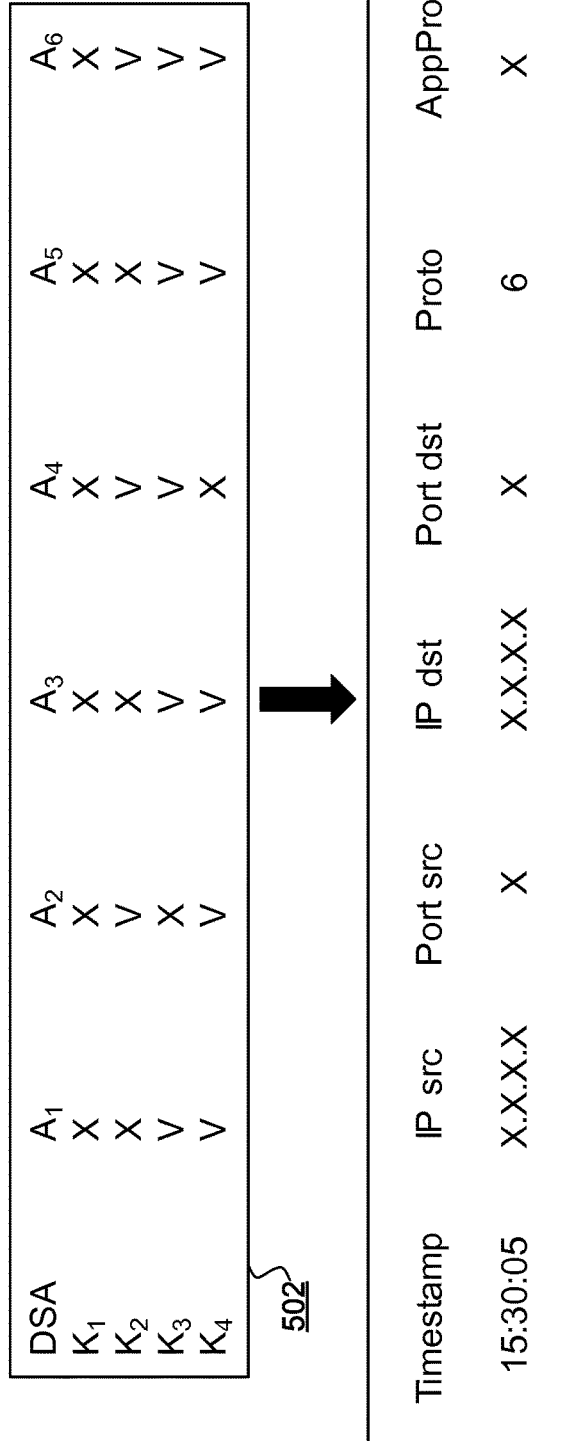 DSA A₁ A₂ A₃ A₄ A₅ A₆
K₁ X X X X X X
K₂ X V X V X V
K₃ V X V V V V
K₄ V V V X V V
502
Timestamp IP src Port src IP dst Port dst Proto AppPro
15:30:05 X.X.X.X X X.X.X.X X 6 X